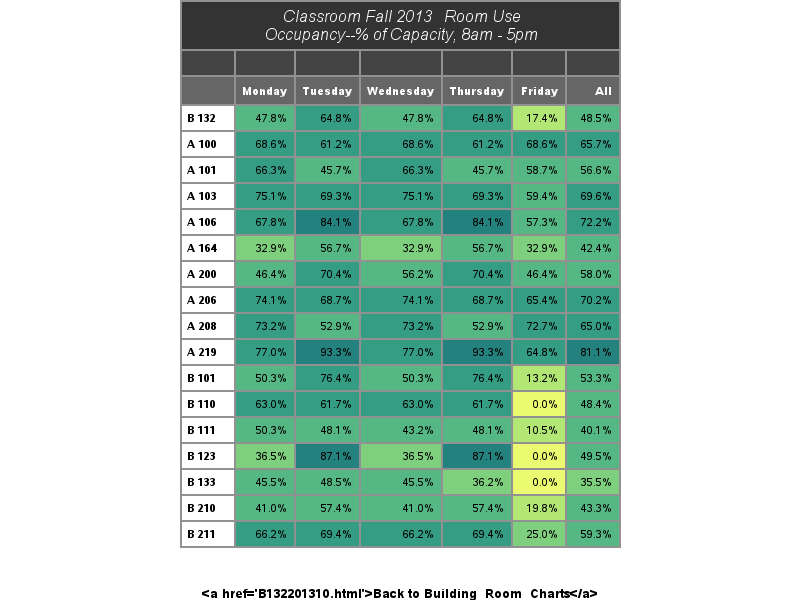 Classroom Fall 2013 Room Use
Occupancy--% of Capacity, 8am - 5pm
Monday Tuesday Wednesday Thursday Friday All
B 132 47.8% 64.8% 47.8% 64.8% 17.4% 48.5%
A 100 68.6% 61.2% 68.6% 61.2% 68.6% 65.7%
A 101 66.3% 45.7% 66.3% 45.7% 58.7% 56.6%
A 103 75.1% 69.3% 75.1% 69.3% 59.4% 69.6%
A 106 67.8% 84.1% 67.8% 84.1% 57.3% 72.2%
A 164 32.9% 56.7% 32.9% 56.7% 32.9% 42.4%
A 200 46.4% 70.4% 56.2% 70.4% 46.4% 58.0%
A 206 74.1% 68.7% 74.1% 68.7% 65.4% 70.2%
A 208 73.2% 52.9% 73.2% 52.9% 72.7% 65.0%
A 219 77.0% 93.3% 77.0% 93.3% 64.8% 81.1%
B 101 50.3% 76.4% 50.3% 76.4% 13.2% 53.3%
B 110 63.0% 61.7% 63.0% 61.7% 0.0% 48.4%
B 111 50.3% 48.1% 43.2% 48.1% 10.5% 40.1%
B 123 36.5% 87.1% 36.5% 87.1% 0.0% 49.5%
B 133 45.5% 48.5% 45.5% 36.2% 0.0% 35.5%
B 210 41.0% 57.4% 41.0% 57.4% 19.8% 43.3%
B 211 66.2% 69.4% 66.2% 69.4% 25.0% 59.3%
<a href='B132201310.html'>Back to Building_Room_Charts</a>